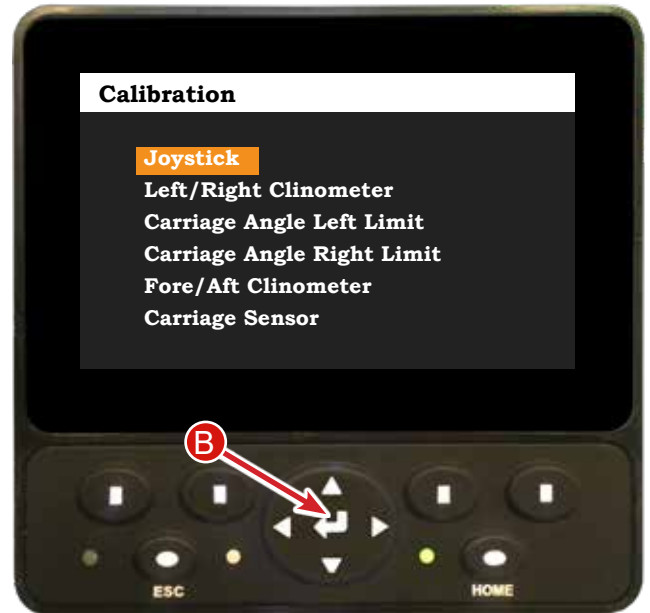 Calibration
Joystick
Left/Right Clinometer
Carriage Angle Left Limit
Carriage Angle Right Limit
Fore/Aft Clinometer
Carriage Sensor
B
ESC
HOME